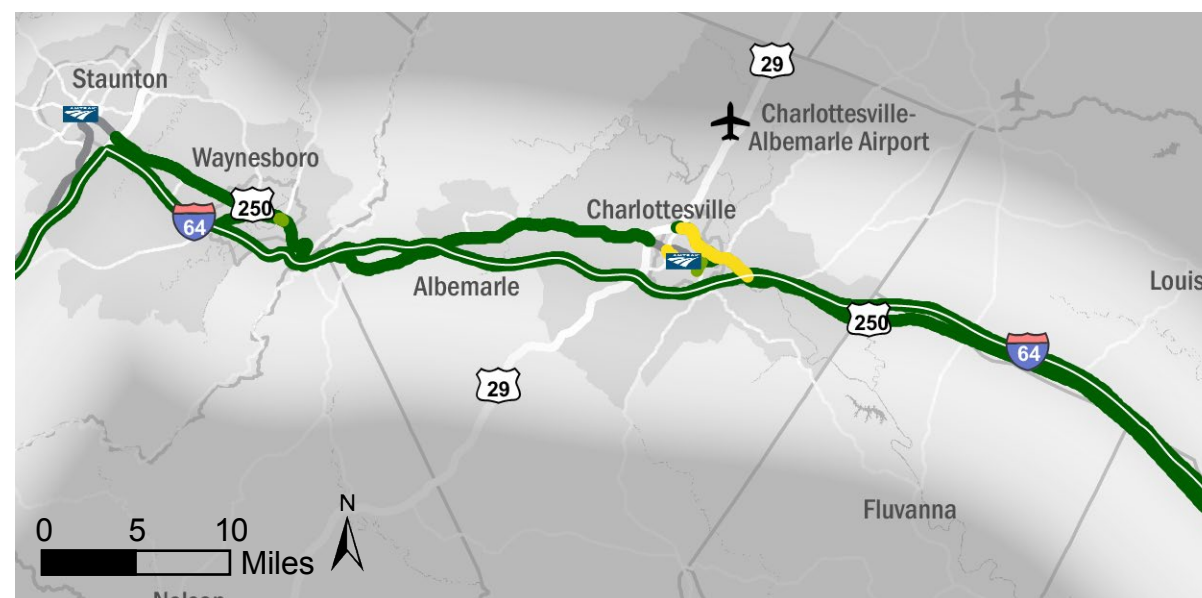 29
Staunton
Charlottesville-
Albemarle Airport
Waynesboro
250
64
Charlottesville
Albemarle
Louis
250
64
29
Fluvanna
N
0 5 10
Miles
Nelson